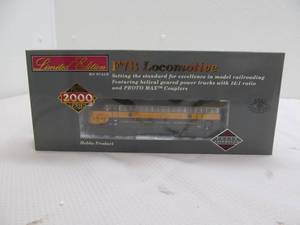 Limited Edition
HO SCALE
F7B Locomotive
Setting the standard for excellence in model railroading
Featuring helical geared power trucks with 14:1 ratio
and PROTO MAX™ Couplers
2000
Hobby Product